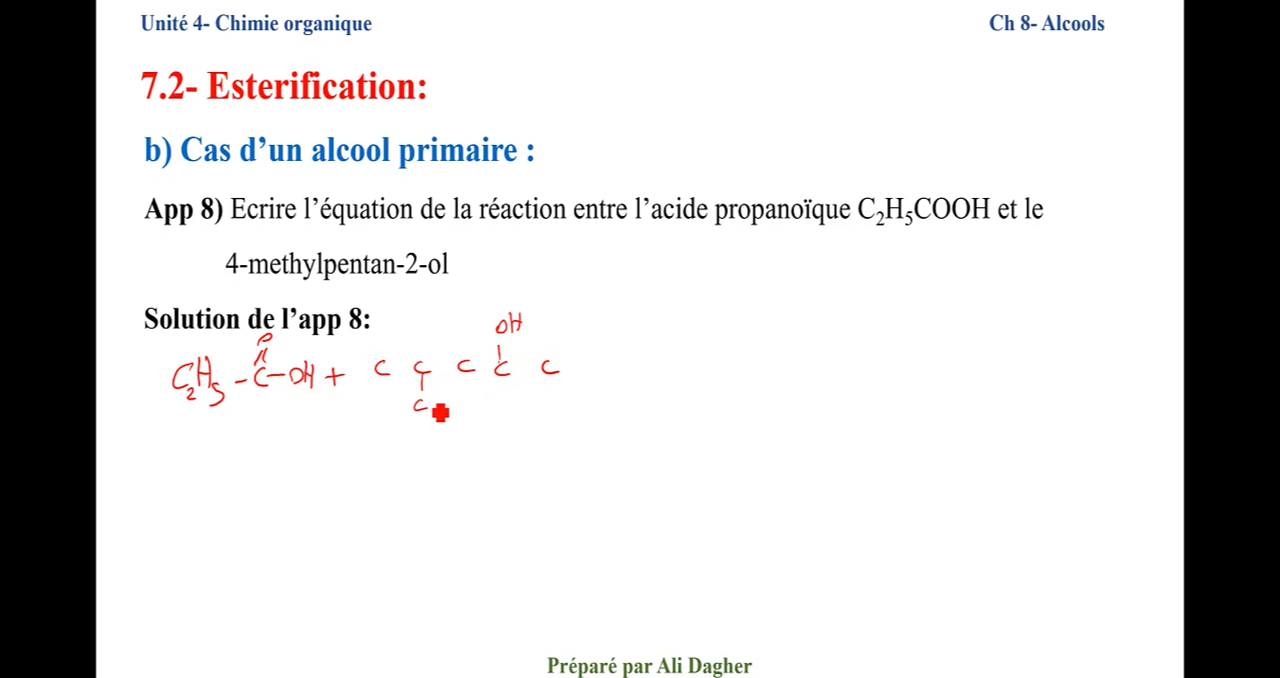 Unité 4- Chimie organique
Ch 8- Alcools
7.2- Esterification:
b) Cas d’un alcool primaire :
App 8) Ecrire l’équation de la réaction entre l’acide propanoïque C₂H₅COOH et le
4-methylpentan-2-ol
Solution de l’app 8:
OH
C₂H₅ - C - OH + C C C C C
C
Préparé par Ali Dagher